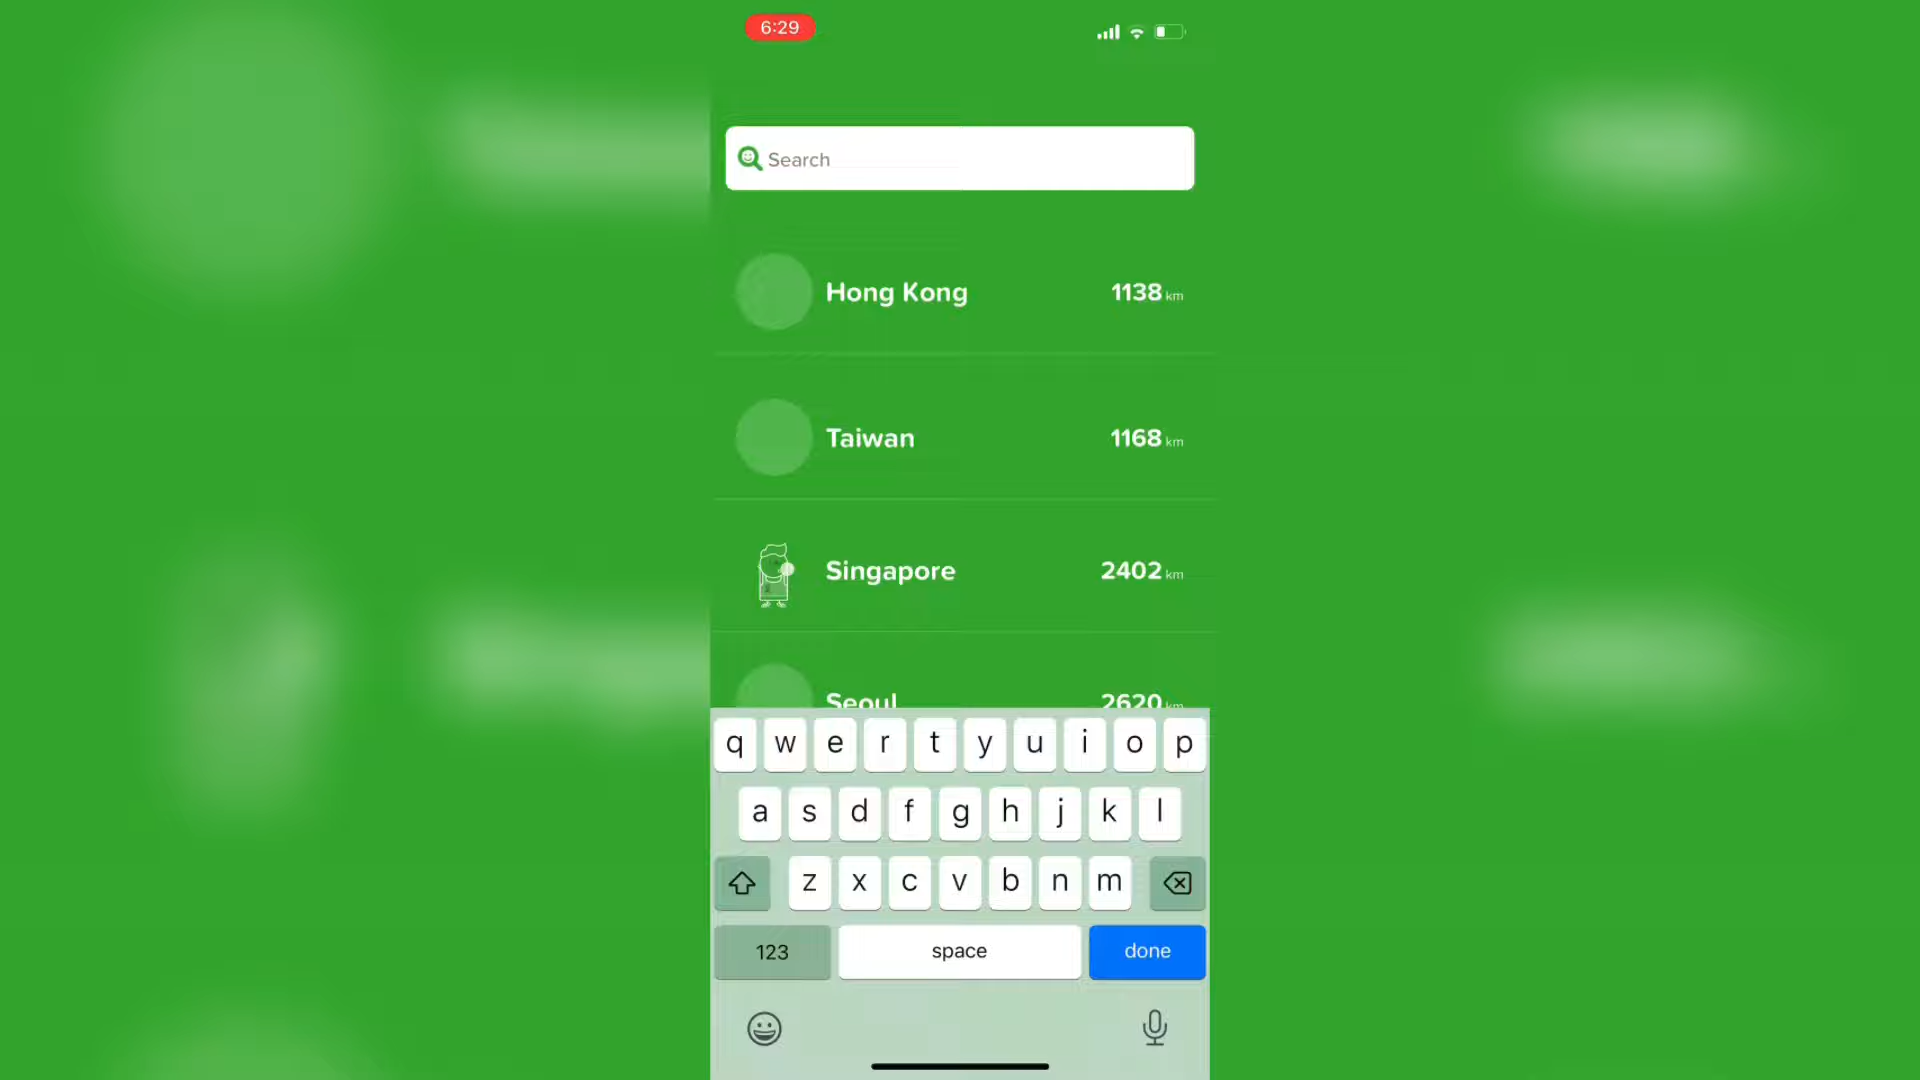 6:29
Search
Hong Kong 1138 km
Taiwan 1168 km
Singapore 2402 km
Seoul 2620 km
q w e r t y u i o p
a s d f g h j k l
z x c v b n m
123 space done